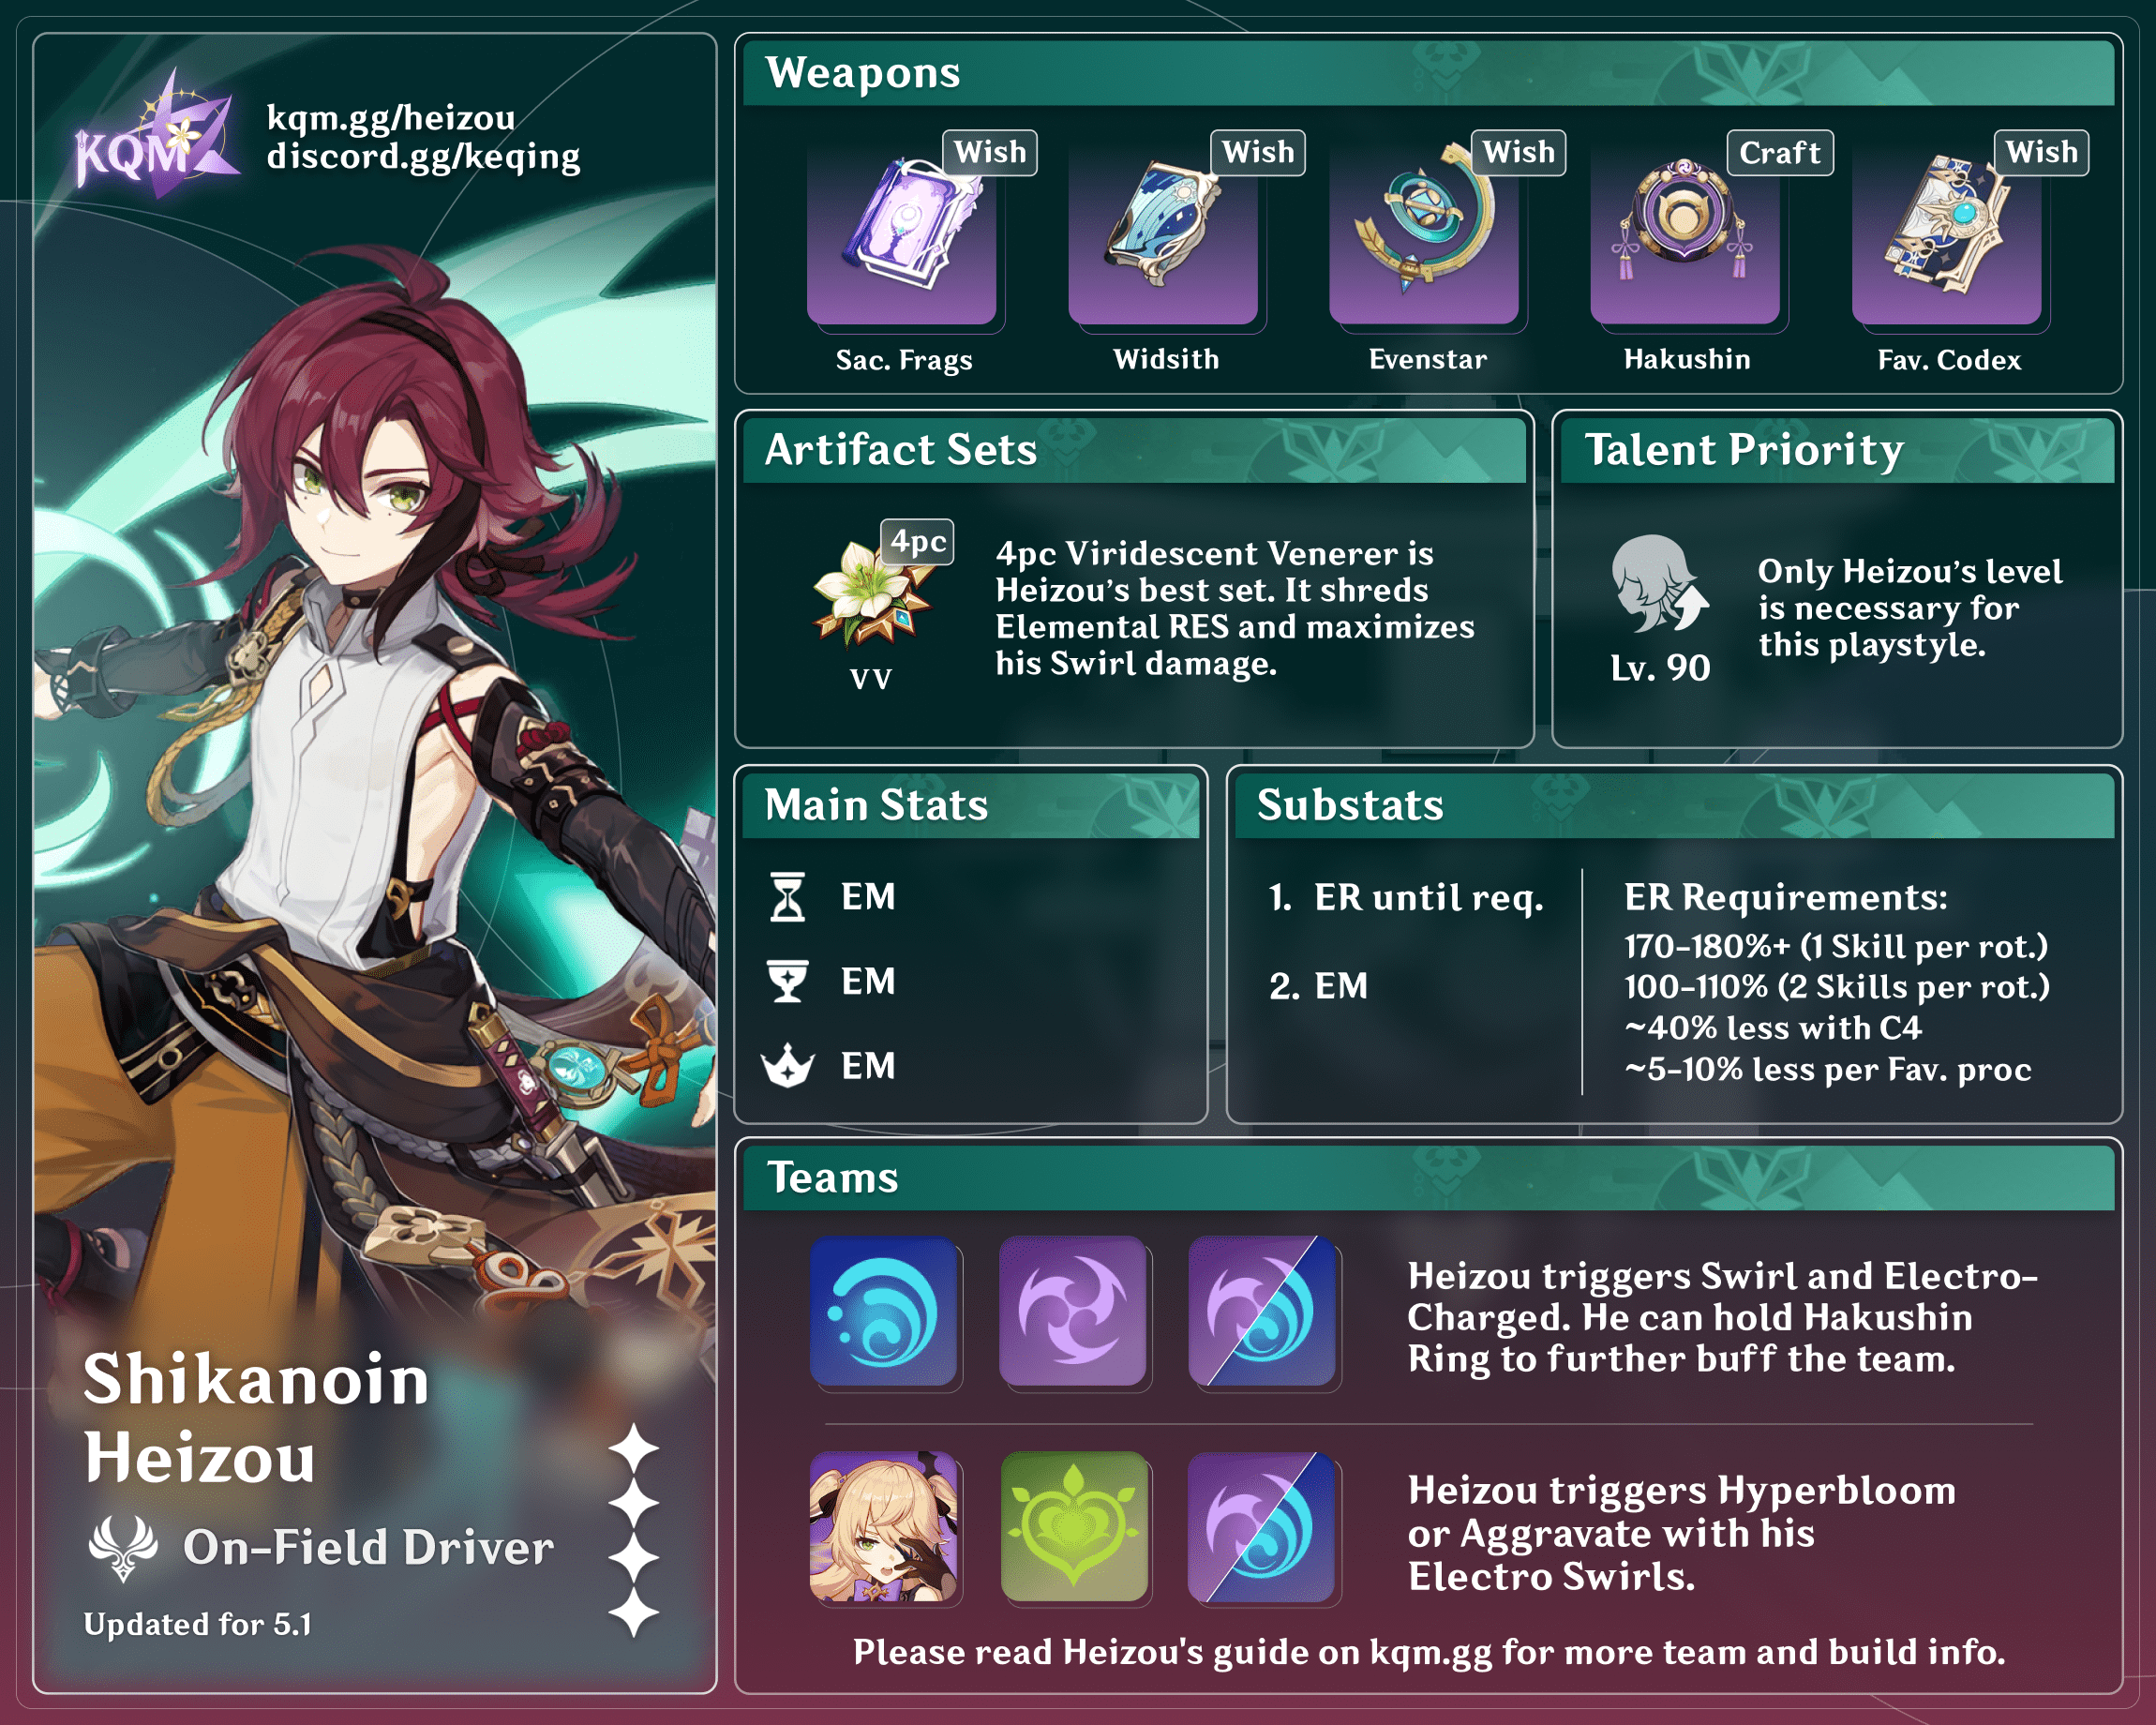 KQM
kqm.gg/heizou
discord.gg/keqing
Shikanoin
Heizou
On-Field Driver
Updated for 5.1
Weapons
Wish
Wish
Wish
Craft
Wish
Sac. Frags
Widsith
Evenstar
Hakushin
Fav. Codex
Artifact Sets
4pc
VV
4pc Viridescent Venerer is
Heizou’s best set. It shreds
Elemental RES and maximizes
his Swirl damage.
Talent Priority
Lv. 90
Only Heizou’s level
is necessary for
this playstyle.
Main Stats
EM
EM
EM
Substats
1. ER until req.
2. EM
ER Requirements:
170-180%+ (1 Skill per rot.)
100-110% (2 Skills per rot.)
~40% less with C4
~5-10% less per Fav. proc
Teams
Heizou triggers Swirl and Electro-
Charged. He can hold Hakushin
Ring to further buff the team.
Heizou triggers Hyperbloom
or Aggravate with his
Electro Swirls.
Please read Heizou's guide on kqm.gg for more team and build info.